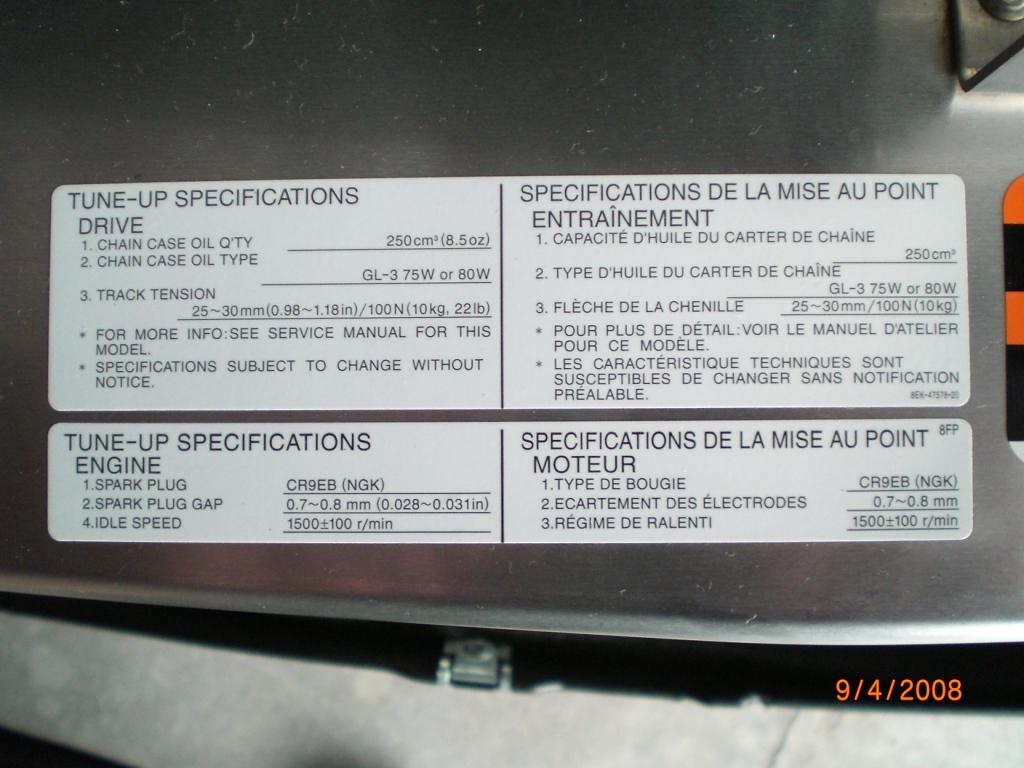 TUNE-UP SPECIFICATIONS
DRIVE
1. CHAIN CASE OIL Q'TY 250cm³(8.5oz)
2. CHAIN CASE OIL TYPE
GL-3 75W or 80W
3. TRACK TENSION
25~30mm(0.98~1.18in)/100N(10kg, 22lb)
* FOR MORE INFO:SEE SERVICE MANUAL FOR THIS
MODEL.
* SPECIFICATIONS SUBJECT TO CHANGE WITHOUT
NOTICE.
SPECIFICATIONS DE LA MISE AU POINT
ENTRAÎNEMENT
1. CAPACITÉ D'HUILE DU CARTER DE CHAÎNE
250cm³
2. TYPE D'HUILE DU CARTER DE CHAÎNE
GL-3 75W or 80W
3. FLÈCHE DE LA CHENILLE 25~30mm/100N(10kg)
* POUR PLUS DE DÉTAIL:VOIR LE MANUEL D'ATELIER
POUR CE MODÈLE.
* LES CARACTÉRISTIQUE TECHNIQUES SONT
SUSCEPTIBLES DE CHANGER SANS NOTIFICATION
PRÉALABLE. 8EK-47578-20
TUNE-UP SPECIFICATIONS
ENGINE
1.SPARK PLUG CR9EB (NGK)
2.SPARK PLUG GAP 0.7~0.8 mm (0.028~0.031in)
4.IDLE SPEED 1500±100 r/min
SPECIFICATIONS DE LA MISE AU POINT 8FP
MOTEUR
1.TYPE DE BOUGIE CR9EB (NGK)
2.ECARTEMENT DES ÉLECTRODES 0.7~0.8 mm
3.RÉGIME DE RALENTI 1500±100 r/min
9/4/2008